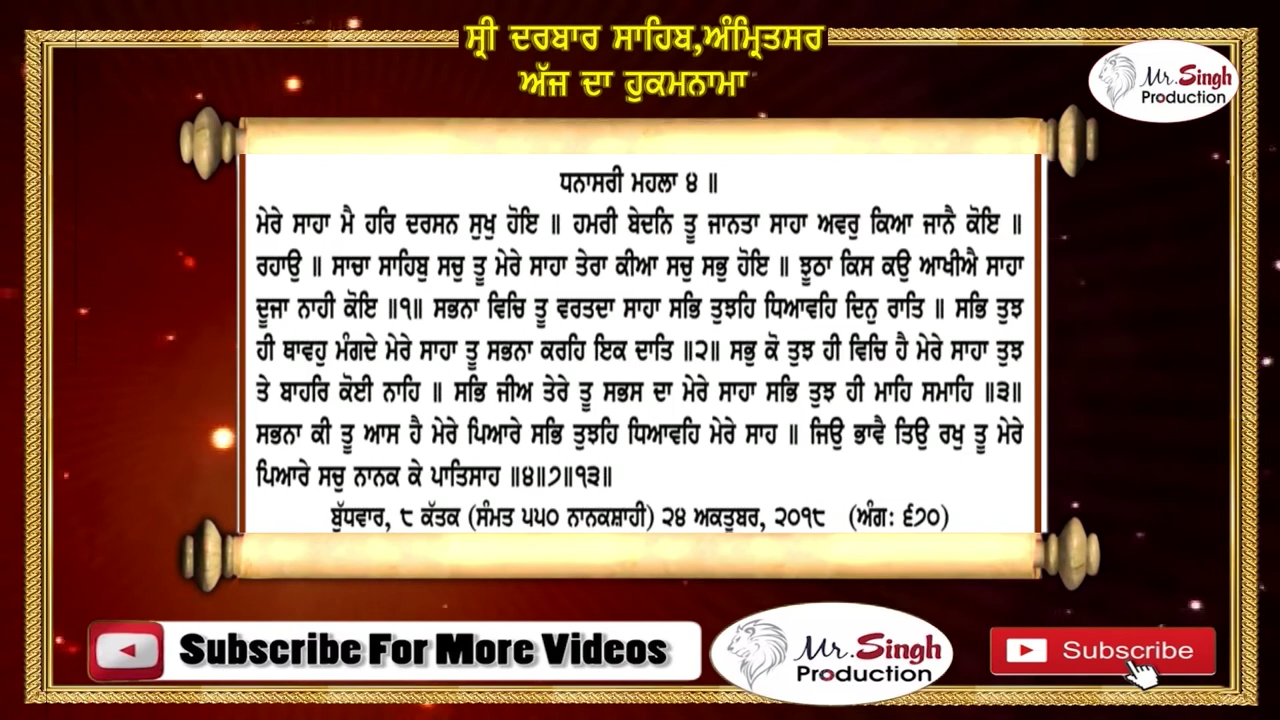 ਸ੍ਰੀ ਦਰਬਾਰ ਸਾਹਿਬ,ਅੰਮ੍ਰਿਤਸਰ
ਅੱਜ ਦਾ ਹੁਕਮਨਾਮਾ
Mr.Singh
Production
ਧਨਾਸਰੀ ਮਹਲਾ ੪ ॥
ਮੇਰੇ ਸਾਹਾ ਮੈ ਹਰਿ ਦਰਸਨ ਸੁਖੁ ਹੋਇ ॥ ਹਮਰੀ ਬੇਦਨਿ ਤੂ ਜਾਨਤਾ ਸਾਹਾ ਅਵਰੁ ਕਿਆ ਜਾਨੈ ਕੋਇ ॥
ਰਹਾਉ ॥ ਸਾਚਾ ਸਾਹਿਬੁ ਸਚੁ ਤੂ ਮੇਰੇ ਸਾਹਾ ਤੇਰਾ ਕੀਆ ਸਚੁ ਸਭੁ ਹੋਇ ॥ ਝੂਠਾ ਕਿਸ ਕਉ ਆਖੀਐ ਸਾਹਾ
ਦੂਜਾ ਨਾਹੀ ਕੋਇ ॥੧॥ ਸਭਨਾ ਵਿਚਿ ਤੂ ਵਰਤਦਾ ਸਾਹਾ ਸਭਿ ਤੁਝਹਿ ਧਿਆਵਹਿ ਦਿਨੁ ਰਾਤਿ ॥ ਸਭਿ ਤੁਝ
ਹੀ ਥਾਵਹੁ ਮੰਗਦੇ ਮੇਰੇ ਸਾਹਾ ਤੂ ਸਭਨਾ ਕਰਹਿ ਇਕ ਦਾਤਿ ॥੨॥ ਸਭੁ ਕੋ ਤੁਝ ਹੀ ਵਿਚਿ ਹੈ ਮੇਰੇ ਸਾਹਾ ਤੁਝ
ਤੇ ਬਾਹਰਿ ਕੋਈ ਨਾਹਿ ॥ ਸਭਿ ਜੀਅ ਤੇਰੇ ਤੂ ਸਭਸ ਦਾ ਮੇਰੇ ਸਾਹਾ ਸਭਿ ਤੁਝ ਹੀ ਮਾਹਿ ਸਮਾਹਿ ॥੩॥
ਸਭਨਾ ਕੀ ਤੂ ਆਸ ਹੈ ਮੇਰੇ ਪਿਆਰੇ ਸਭਿ ਤੁਝਹਿ ਧਿਆਵਹਿ ਮੇਰੇ ਸਾਹ ॥ ਜਿਉ ਭਾਵੈ ਤਿਉ ਰਖੁ ਤੂ ਮੇਰੇ
ਪਿਆਰੇ ਸਚੁ ਨਾਨਕ ਕੇ ਪਾਤਿਸਾਹ ॥੪॥੭॥੧੩॥
ਬੁੱਧਵਾਰ, ੮ ਕੱਤਕ (ਸੰਮਤ ੫੫੦ ਨਾਨਕਸ਼ਾਹੀ) ੨੪ ਅਕਤੂਬਰ, ੨੦੧੮ (ਅੰਗ: ੬੭੦)
Subscribe For More Videos
Mr.Singh
Production
Subscribe